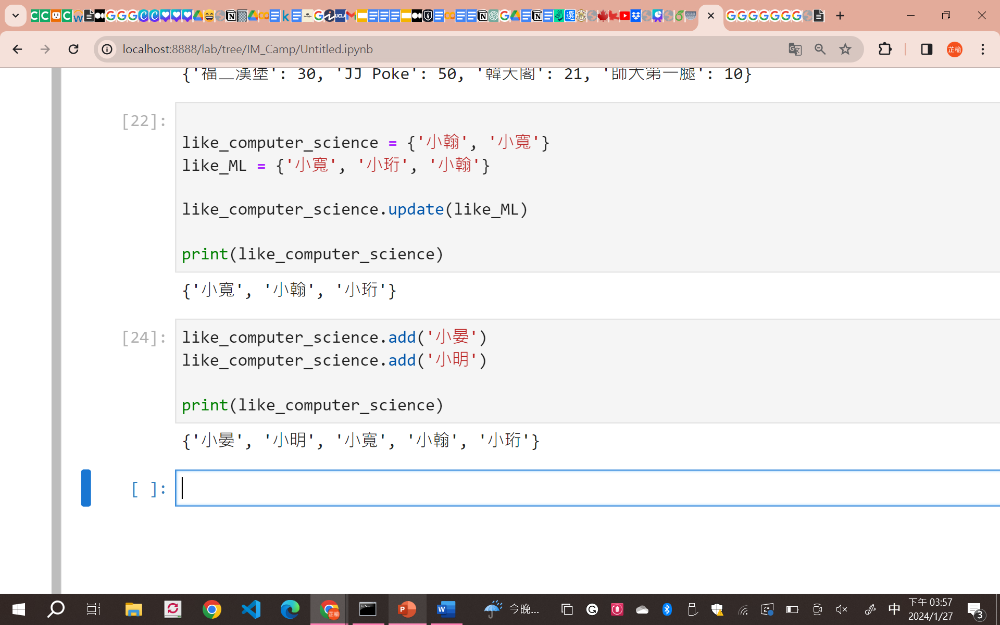 localhost:8888/lab/tree/IM_Camp/Untitled.ipynb
芷榆
{'福二漢堡': 30, 'JJ Poke': 50, '韓大閣': 21, '師大第一腿': 10}
[22]:
like_computer_science = {'小翰', '小寬'}
like_ML = {'小寬', '小珩', '小翰'}
like_computer_science.update(like_ML)
print(like_computer_science)
{'小寬', '小翰', '小珩'}
[24]:
like_computer_science.add('小晏')
like_computer_science.add('小明')
print(like_computer_science)
{'小晏', '小明', '小寬', '小翰', '小珩'}
[ ]:
今晚...
中
下午 03:57
2024/1/27
3